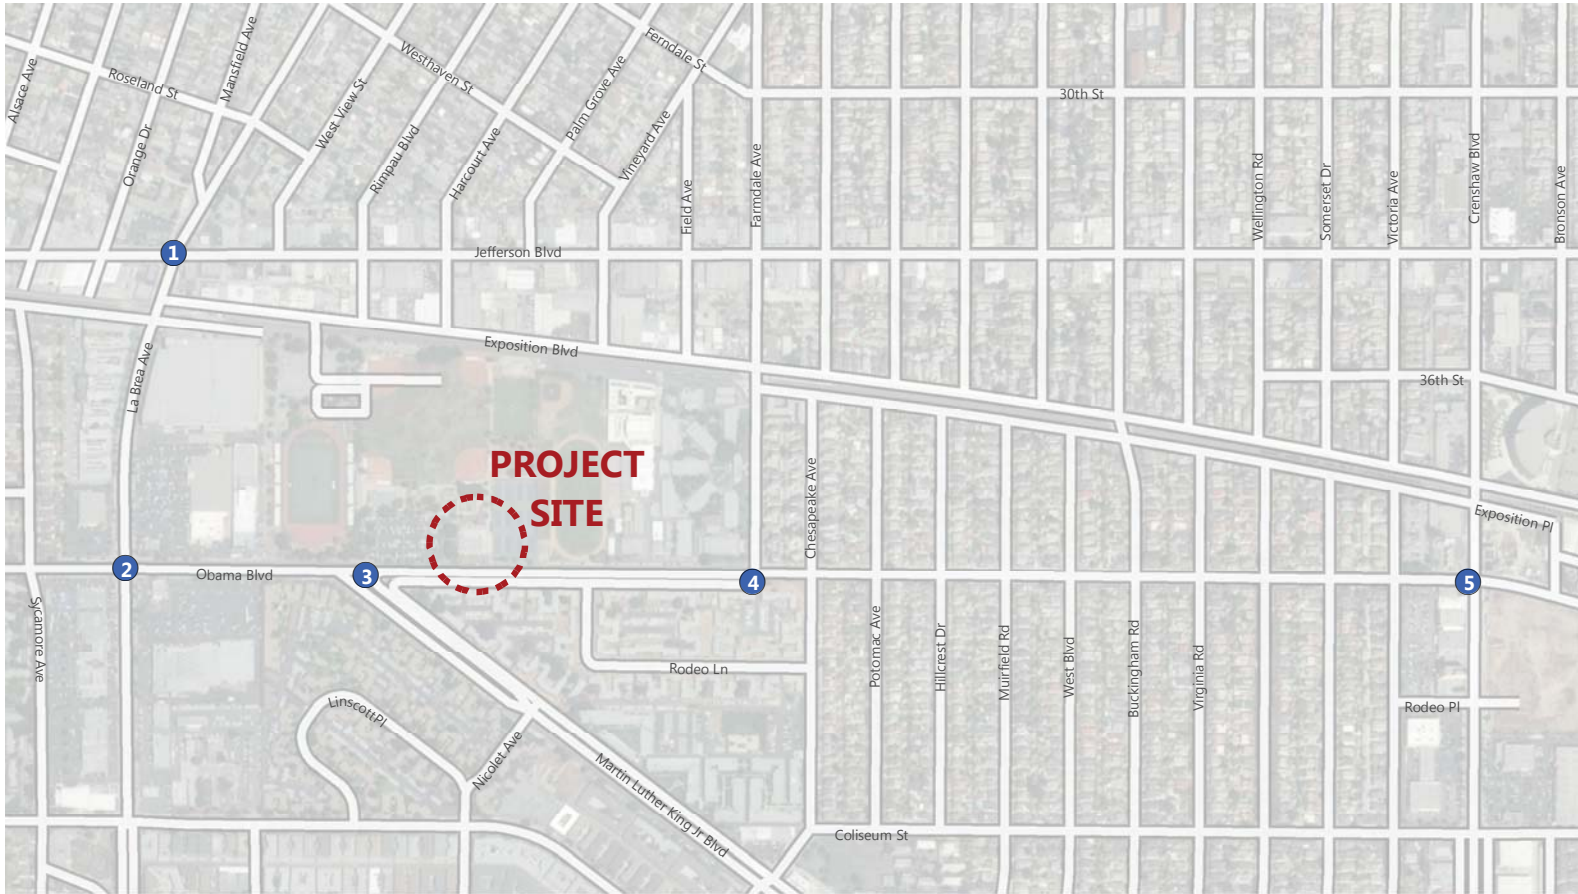 Alsace Ave
Roseland St
Mansfield Ave
Orange Dr
West View St
Westhaven St
Rimpau Blvd
Harcourt Ave
Palm Grove Ave
Ferndale St
Vineyard Ave
Field Ave
Farmdale Ave
30th St
Wellington Rd
Somerset Dr
Victoria Ave
Crenshaw Blvd
Bronson Ave
1
Jefferson Blvd
La Brea Ave
Exposition Blvd
36th St
PROJECT
SITE
Chesapeake Ave
Exposition Pl
2
Obama Blvd
3
4
5
Sycamore Ave
Potomac Ave
Hillcrest Dr
Muirfield Rd
West Blvd
Buckingham Rd
Virginia Rd
Rodeo Ln
Rodeo Pl
Linscott Pl
Nicolet Ave
Martin Luther King Jr Blvd
Coliseum St